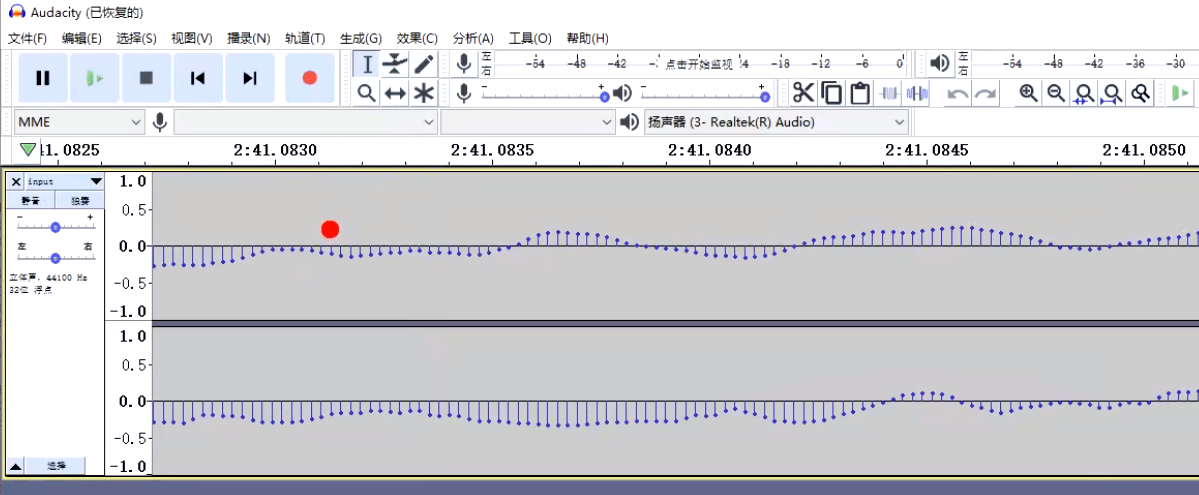 Audacity (已恢复的)
文件(F) 编辑(E) 选择(S) 视图(V) 播录(N) 轨道(T) 生成(G) 效果(C) 分析(A) 工具(O) 帮助(H)
左 -54 -48 -42 -. 点击开始监视 !4 -18 -12 -6 0 左 -54 -48 -42 -36 -30
右 右
- + - +
MME 扬声器 (3- Realtek(R) Audio)
41.0825 2:41.0830 2:41.0835 2:41.0840 2:41.0845 2:41.0850
input 1.0
静音 独奏
- + 0.5
0.0
左 右
-0.5
立体声, 44100 Hz
32位 浮点
-1.0
1.0
0.5
0.0
-0.5
选择 -1.0